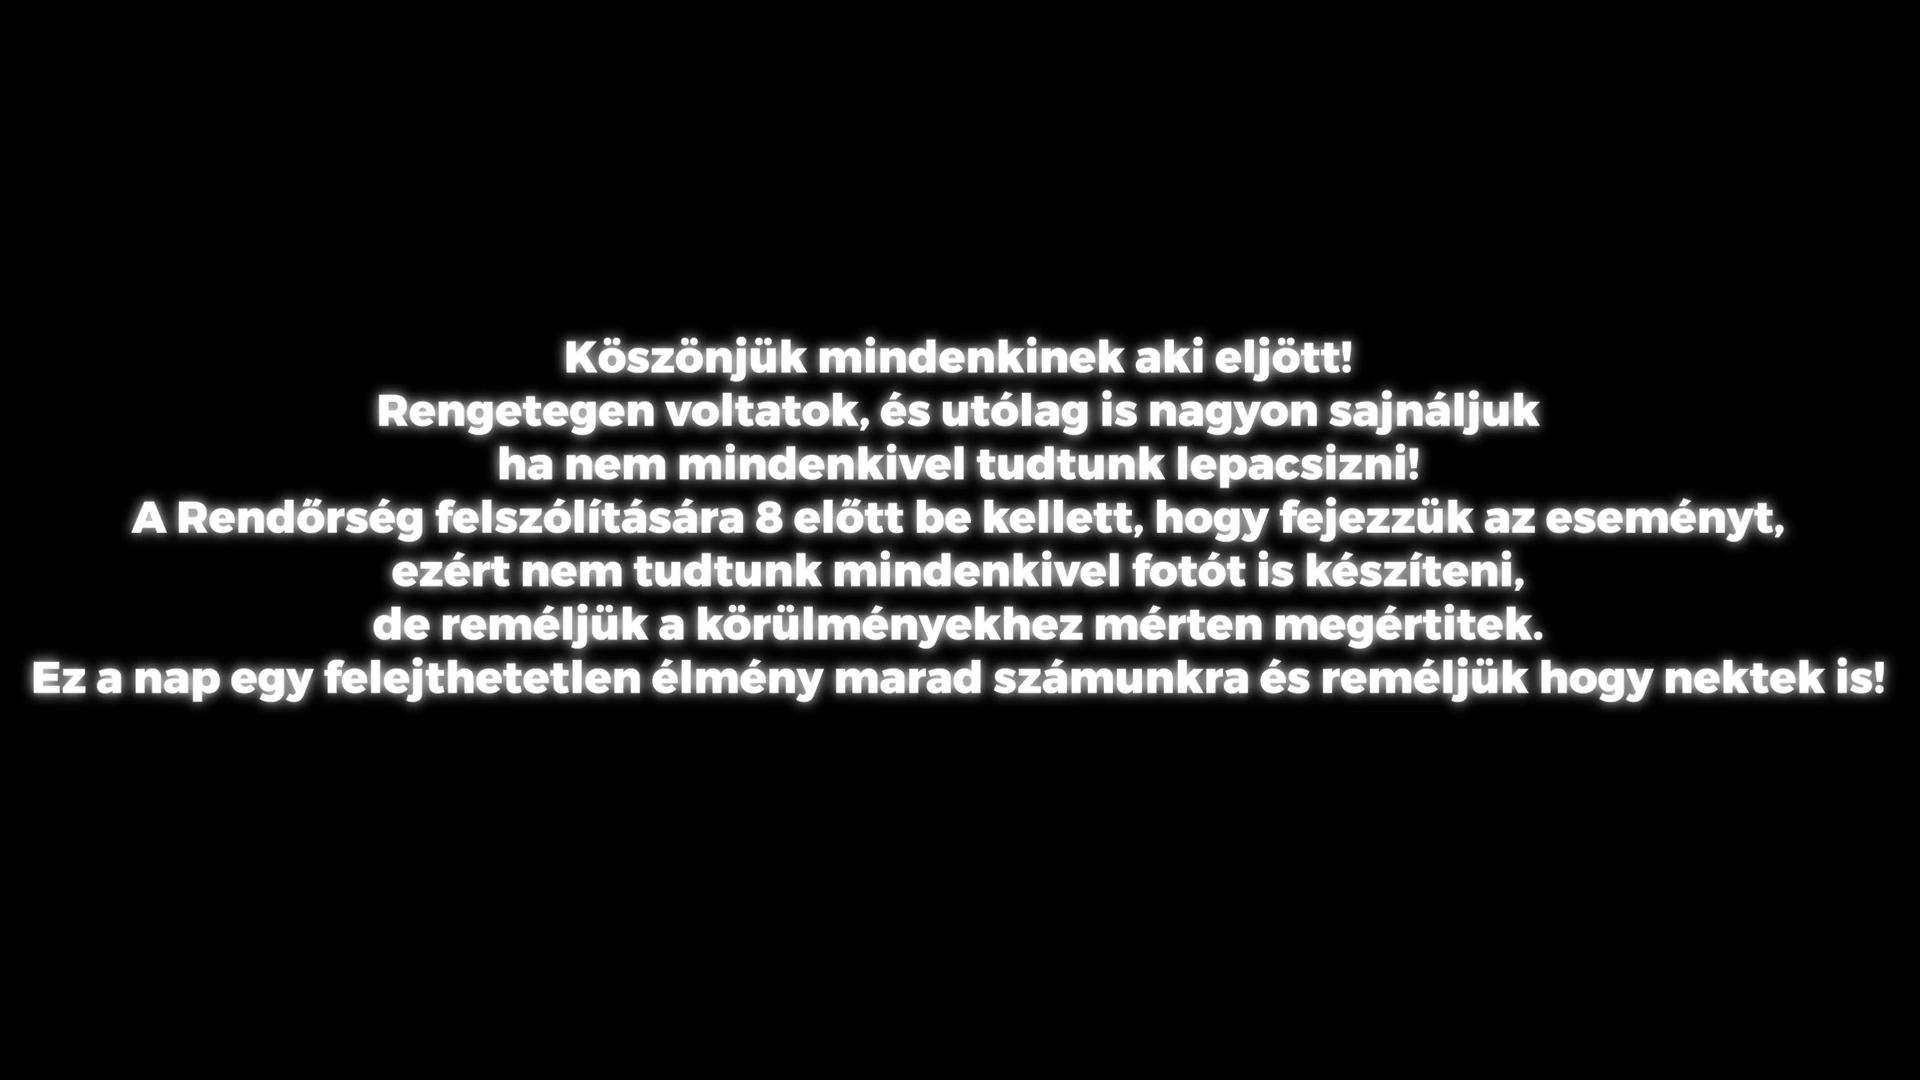 Köszönjük mindenkinek aki eljött!
Rengetegen voltatok, és utólag is nagyon sajnáljuk
ha nem mindenkivel tudtunk lepacsizni!
A Rendőrség felszólítására 8 előtt be kellett, hogy fejezzük az eseményt,
ezért nem tudtunk mindenkivel fotót is készíteni,
de reméljük a körülményekhez mérten megértitek.
Ez a nap egy felejthetetlen élmény marad számunkra és reméljük hogy nektek is!